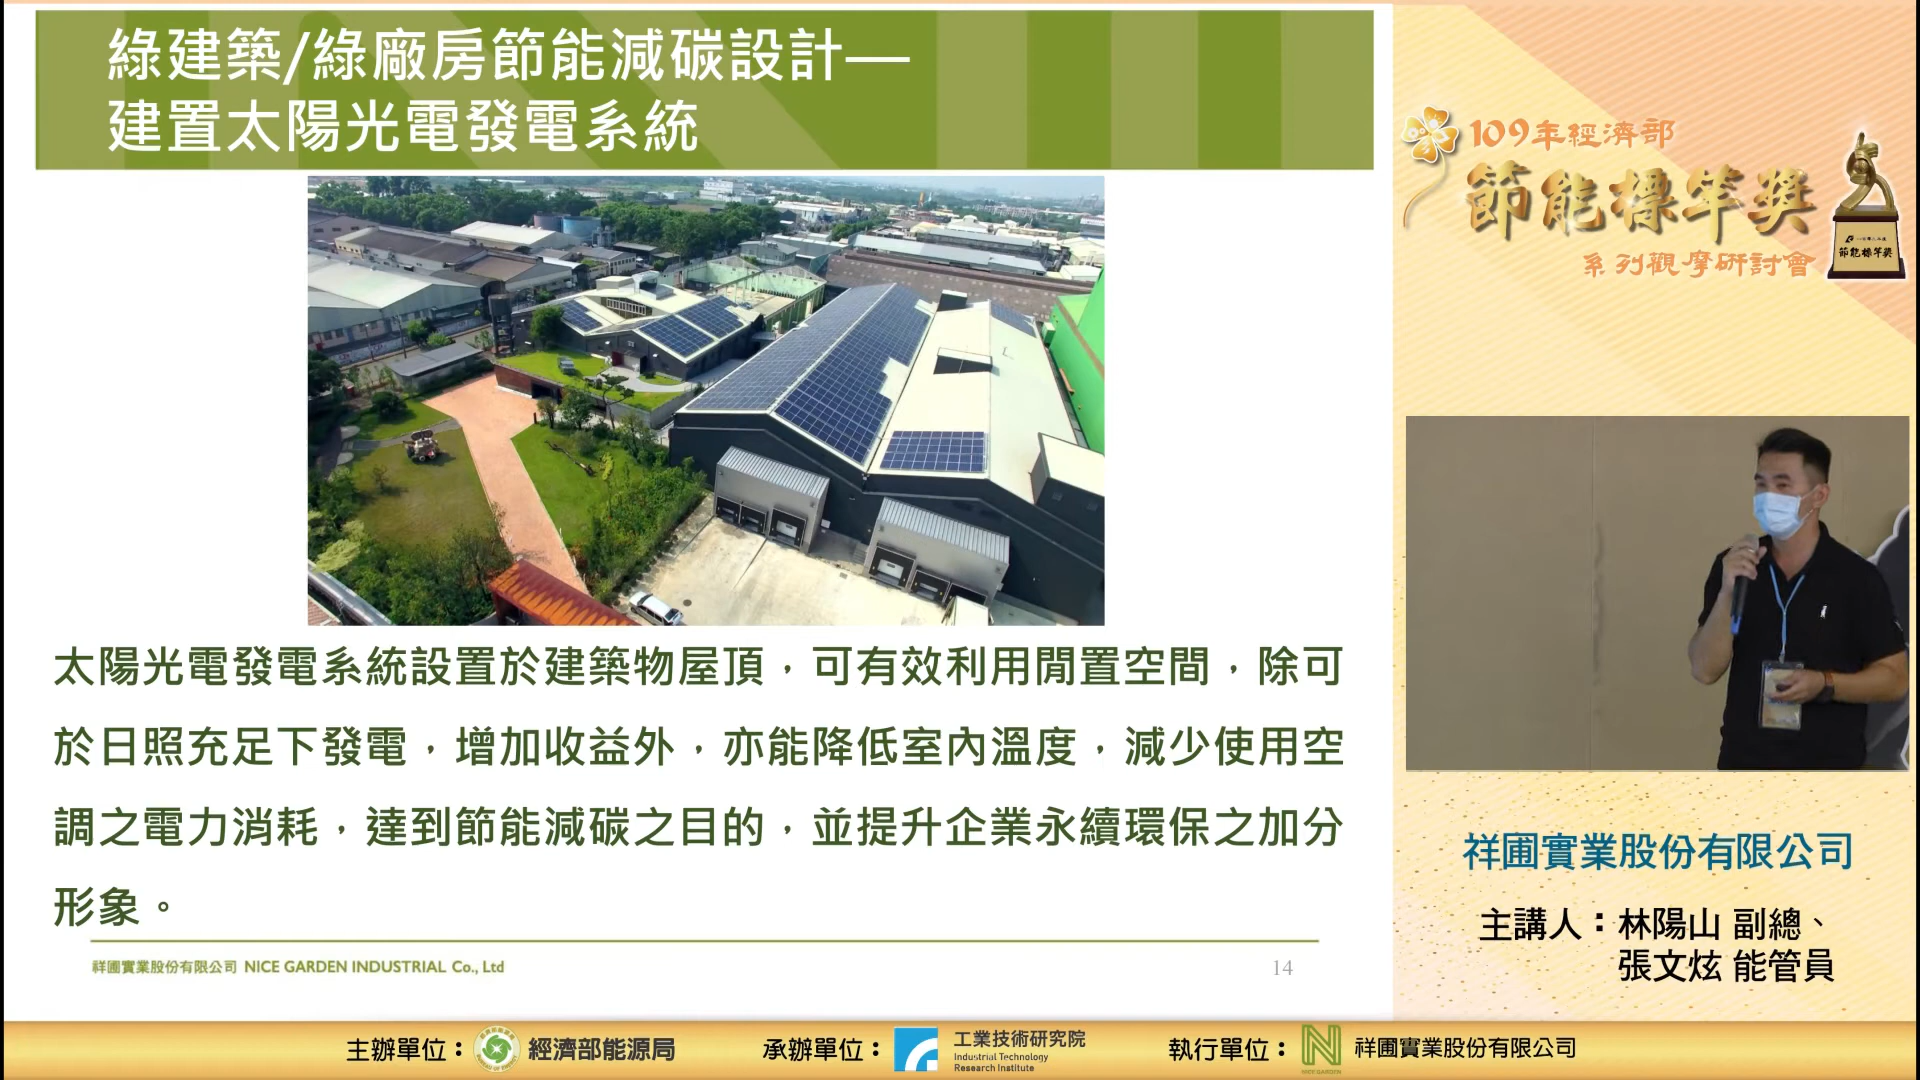 綠建築/綠廠房節能減碳設計—
建置太陽光電發電系統
太陽光電發電系統設置於建築物屋頂，可有效利用閒置空間，除可
於日照充足下發電，增加收益外，亦能降低室內溫度，減少使用空
調之電力消耗，達到節能減碳之目的，並提升企業永續環保之加分
形象。
祥圃實業股份有限公司 NICE GARDEN INDUSTRIAL Co., Ltd
14
109年經濟部
節能標竿獎
系列觀摩研討會
節能標竿獎
祥圃實業股份有限公司
主講人：林陽山 副總、
張文炫 能管員
主辦單位： 經濟部能源局
承辦單位： 工業技術研究院
Industrial Technology
Research Institute
執行單位： 祥圃實業股份有限公司
NICE GARDEN